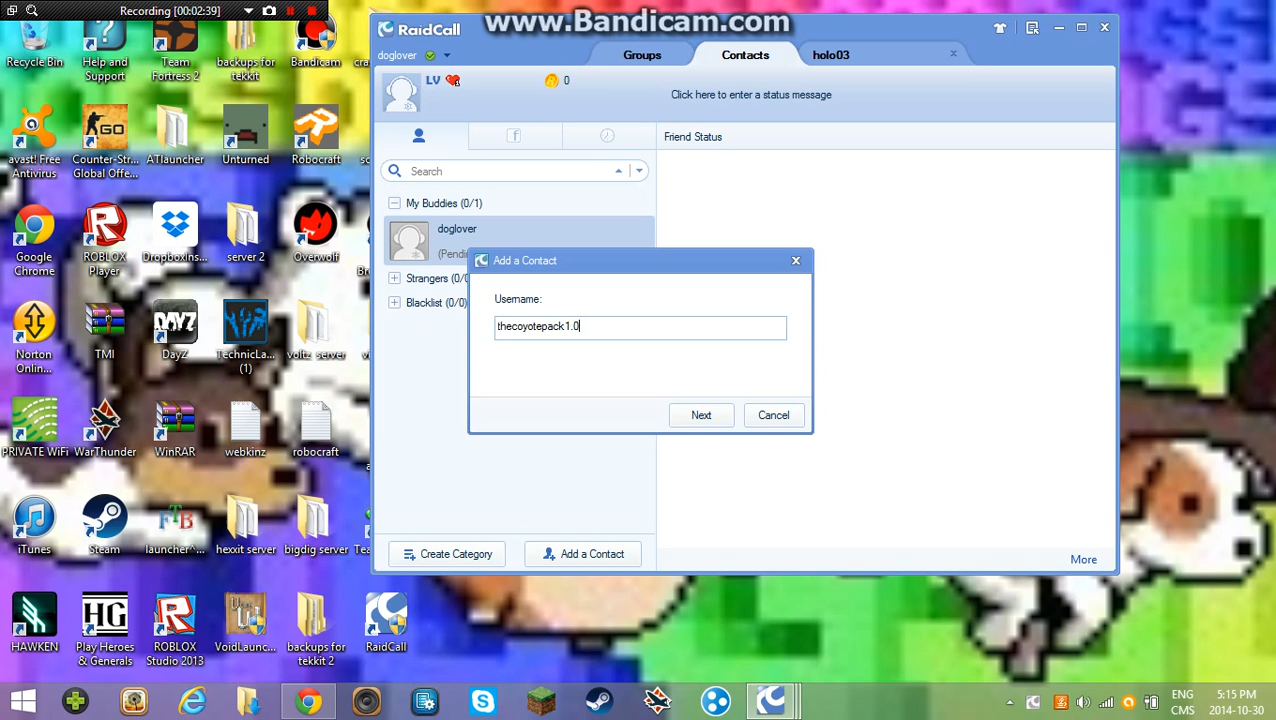 Recording [00:02:39]
www.Bandicam.com
Recycle Bin
Help and Support
Team Fortress 2
backups for tekkit
Bandicam
avast! Free Antivirus
Counter-Str... Global Offe...
ATlauncher
Unturned
Robocraft
Google Chrome
ROBLOX Player
Dropboxins...
server 2
Overwolf
Norton Online...
TMI
DayZ
TechnicLa... (1)
voltz server
PRIVATE WiFi
WarThunder
WinRAR
webkinz
robocraft
iTunes
Steam
launcher^...
hexxit server
bigdig server
HAWKEN
Play Heroes & Generals
ROBLOX Studio 2013
VoidLaunc...
backups for tekkit 2
RaidCall
RaidCall
doglover
Groups
Contacts
holo03
LV
0
Click here to enter a status message
Search
Friend Status
My Buddies (0/1)
doglover
Strangers (0/0
Blacklist (0/0)
Add a Contact
Username:
thecoyotepack1.0
Next
Cancel
Create Category
Add a Contact
More
ENG
CMS
5:15 PM
2014-10-30